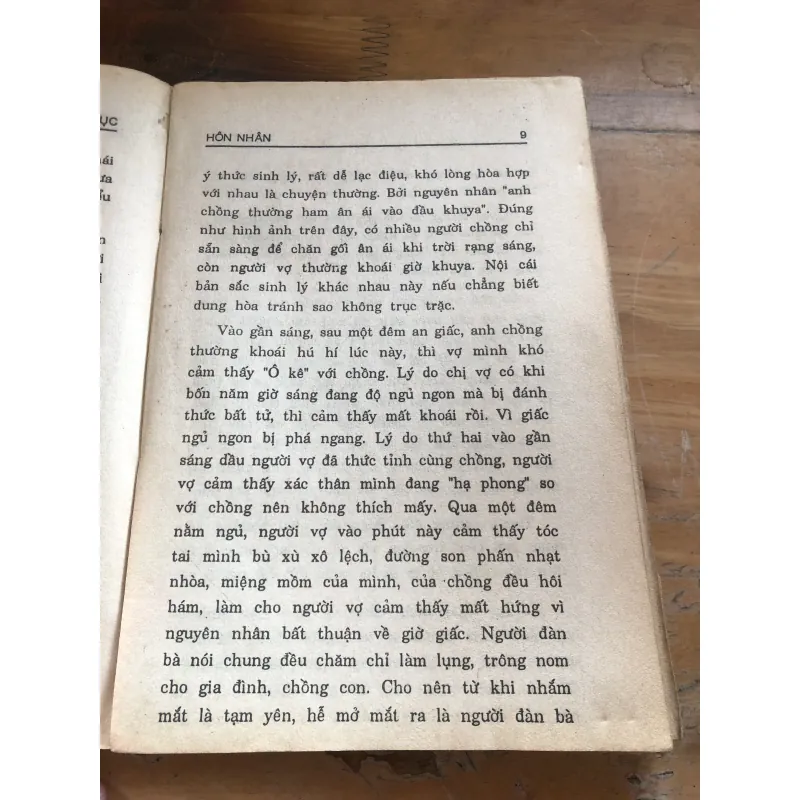 ỤC
HÔN NHÂN 9
ý thức sinh lý, rất dễ lạc điệu, khó lòng hòa hợp
với nhau là chuyện thường. Bởi nguyên nhân "anh
chồng thường ham ân ái vào đầu khuya". Đúng
như hình ảnh trên đây, có nhiều người chồng chỉ
sẵn sàng để chăn gối ân ái khi trời rạng sáng,
còn người vợ thường khoái giờ khuya. Nội cái
bản sắc sinh lý khác nhau này nếu chẳng biết
dung hòa tránh sao không trục trặc.
Vào gần sáng, sau một đêm an giấc, anh chồng
thường khoái hú hí lúc này, thì vợ mình khó
cảm thấy "Ô kê" với chồng. Lý do chị vợ có khi
bốn năm giờ sáng đang độ ngủ ngon mà bị đánh
thức bất tử, thì cảm thấy mất khoái rồi. Vì giấc
ngủ ngon bị phá ngang. Lý do thứ hai vào gần
sáng dầu người vợ đã thức tỉnh cùng chồng, người
vợ cảm thấy xác thân mình đang "hạ phong" so
với chồng nên không thích mấy. Qua một đêm
nằm ngủ, người vợ vào phút này cảm thấy tóc
tai mình bù xù xô lệch, đường son phấn nhạt
nhòa, miệng mồm của mình, của chồng đều hôi
hám, làm cho người vợ cảm thấy mất hứng vì
nguyên nhân bất thuận về giờ giấc. Người đàn
bà nói chung đều chăm chỉ làm lụng, trông nom
cho gia đình, chồng con. Cho nên từ khi nhắm
mắt là tạm yên, hễ mở mắt ra là người đàn bà